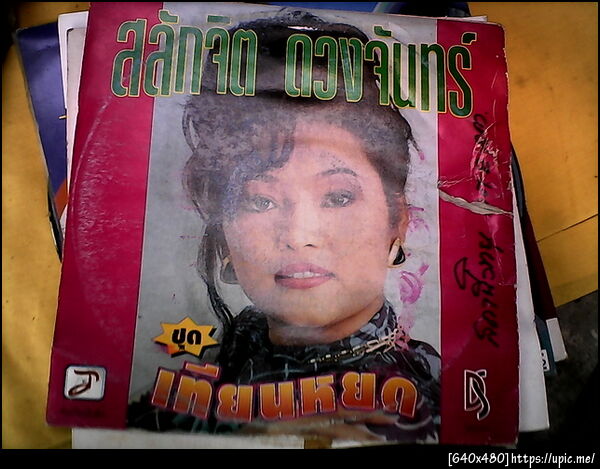 สลักจิต ดวงจันทร์
ชุด
เทียนหยด
[640x480]https://upic.me/